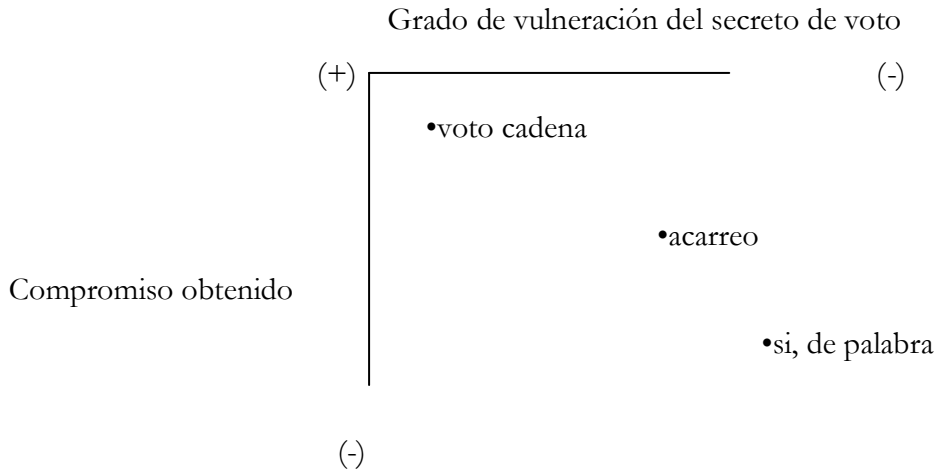 Grado de vulneración del secreto de voto
(+) (-)
•voto cadena
•acarreo
Compromiso obtenido
•si, de palabra
(-)